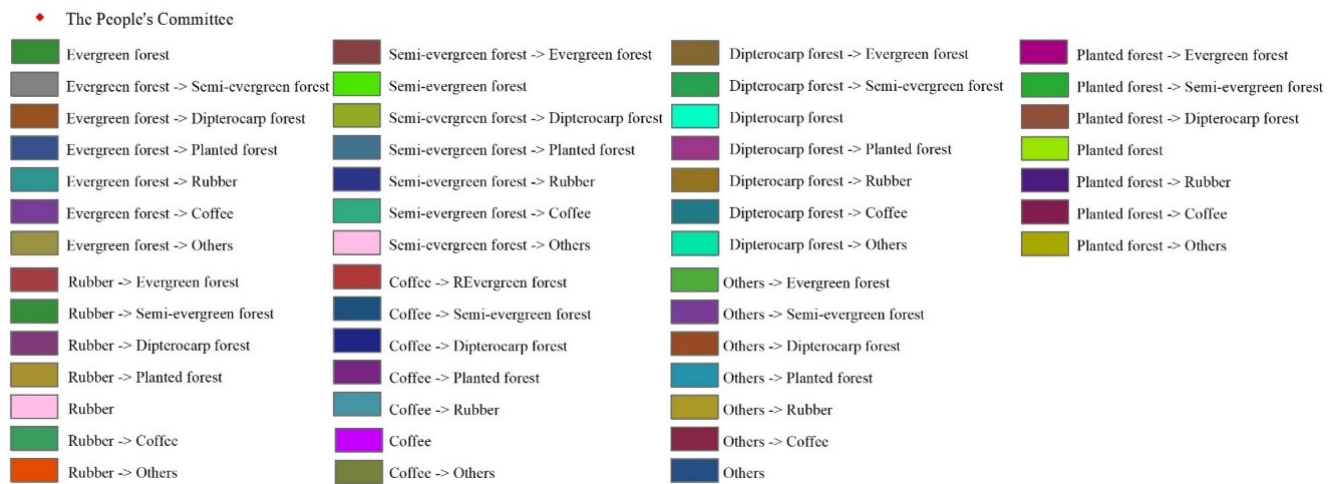 The People's Committee
Evergreen forest
Evergreen forest -> Semi-evergreen forest
Evergreen forest -> Dipterocarp forest
Evergreen forest -> Planted forest
Evergreen forest -> Rubber
Evergreen forest -> Coffee
Evergreen forest -> Others
Rubber -> Evergreen forest
Rubber -> Semi-evergreen forest
Rubber -> Dipterocarp forest
Rubber -> Planted forest
Rubber
Rubber -> Coffee
Rubber -> Others
Semi-evergreen forest -> Evergreen forest
Semi-evergreen forest
Semi-evergreen forest -> Dipterocarp forest
Semi-evergreen forest -> Planted forest
Semi-evergreen forest -> Rubber
Semi-evergreen forest -> Coffee
Semi-evergreen forest -> Others
Coffee -> REvergreen forest
Coffee -> Semi-evergreen forest
Coffee -> Dipterocarp forest
Coffee -> Planted forest
Coffee -> Rubber
Coffee
Coffee -> Others
Dipterocarp forest -> Evergreen forest
Dipterocarp forest -> Semi-evergreen forest
Dipterocarp forest
Dipterocarp forest -> Planted forest
Dipterocarp forest -> Rubber
Dipterocarp forest -> Coffee
Dipterocarp forest -> Others
Others -> Evergreen forest
Others -> Semi-evergreen forest
Others -> Dipterocarp forest
Others -> Planted forest
Others -> Rubber
Others -> Coffee
Others
Planted forest -> Evergreen forest
Planted forest -> Semi-evergreen forest
Planted forest -> Dipterocarp forest
Planted forest
Planted forest -> Rubber
Planted forest -> Coffee
Planted forest -> Others